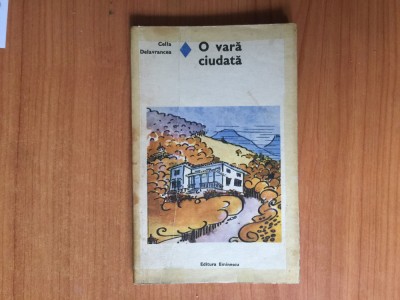 Cella
Delavrancea
O vară
ciudată
Editura Eminescu